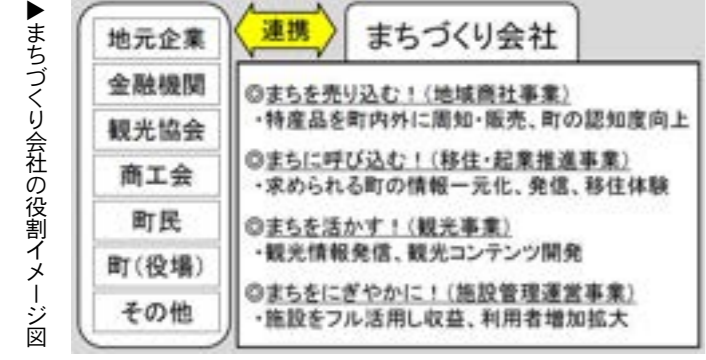 ▶まちづくり会社の役割イメージ図
地元企業
金融機関
観光協会
商工会
町民
町(役場)
その他
連携
まちづくり会社
◎まちを売り込む!(地域商社事業)
・特産品を町内外に周知・販売、町の認知度向上
◎まちに呼び込む!(移住・起業推進事業)
・求められる町の情報一元化、発信、移住体験
◎まちを活かす!(観光事業)
・観光情報発信、観光コンテンツ開発
◎まちをにぎやかに!(施設管理運営事業)
・施設をフル活用し収益、利用者増加拡大